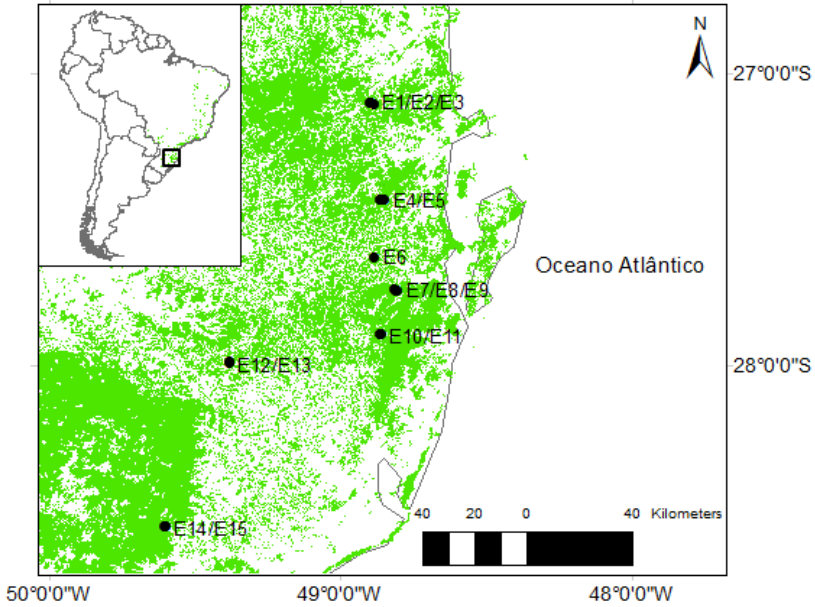 N
27°0'0"S
E1/E2/E3
E4/E5
E6
Oceano Atlântico
E7/E8/E9
E10/E11
E12/E13
28°0'0"S
40 20 0 40 Kilometers
E14/E15
50°0'0"W 49°0'0"W 48°0'0"W